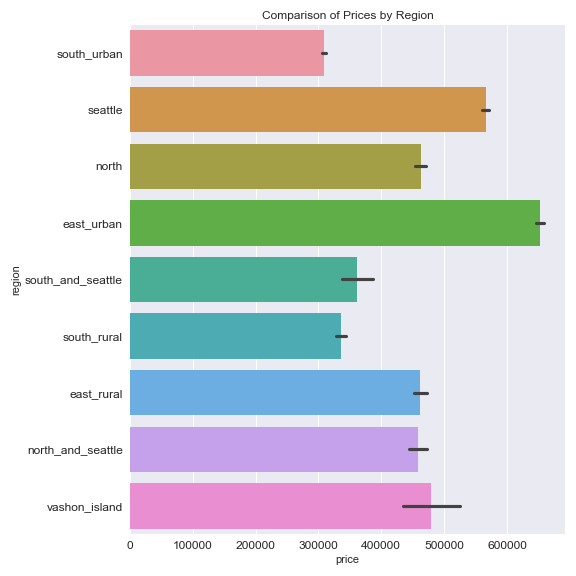 Comparison of Prices by Region
south_urban
seattle
north
east_urban
south_and_seattle
south_rural
east_rural
north_and_seattle
vashon_island
region
0 100000 200000 300000 400000 500000 600000
price